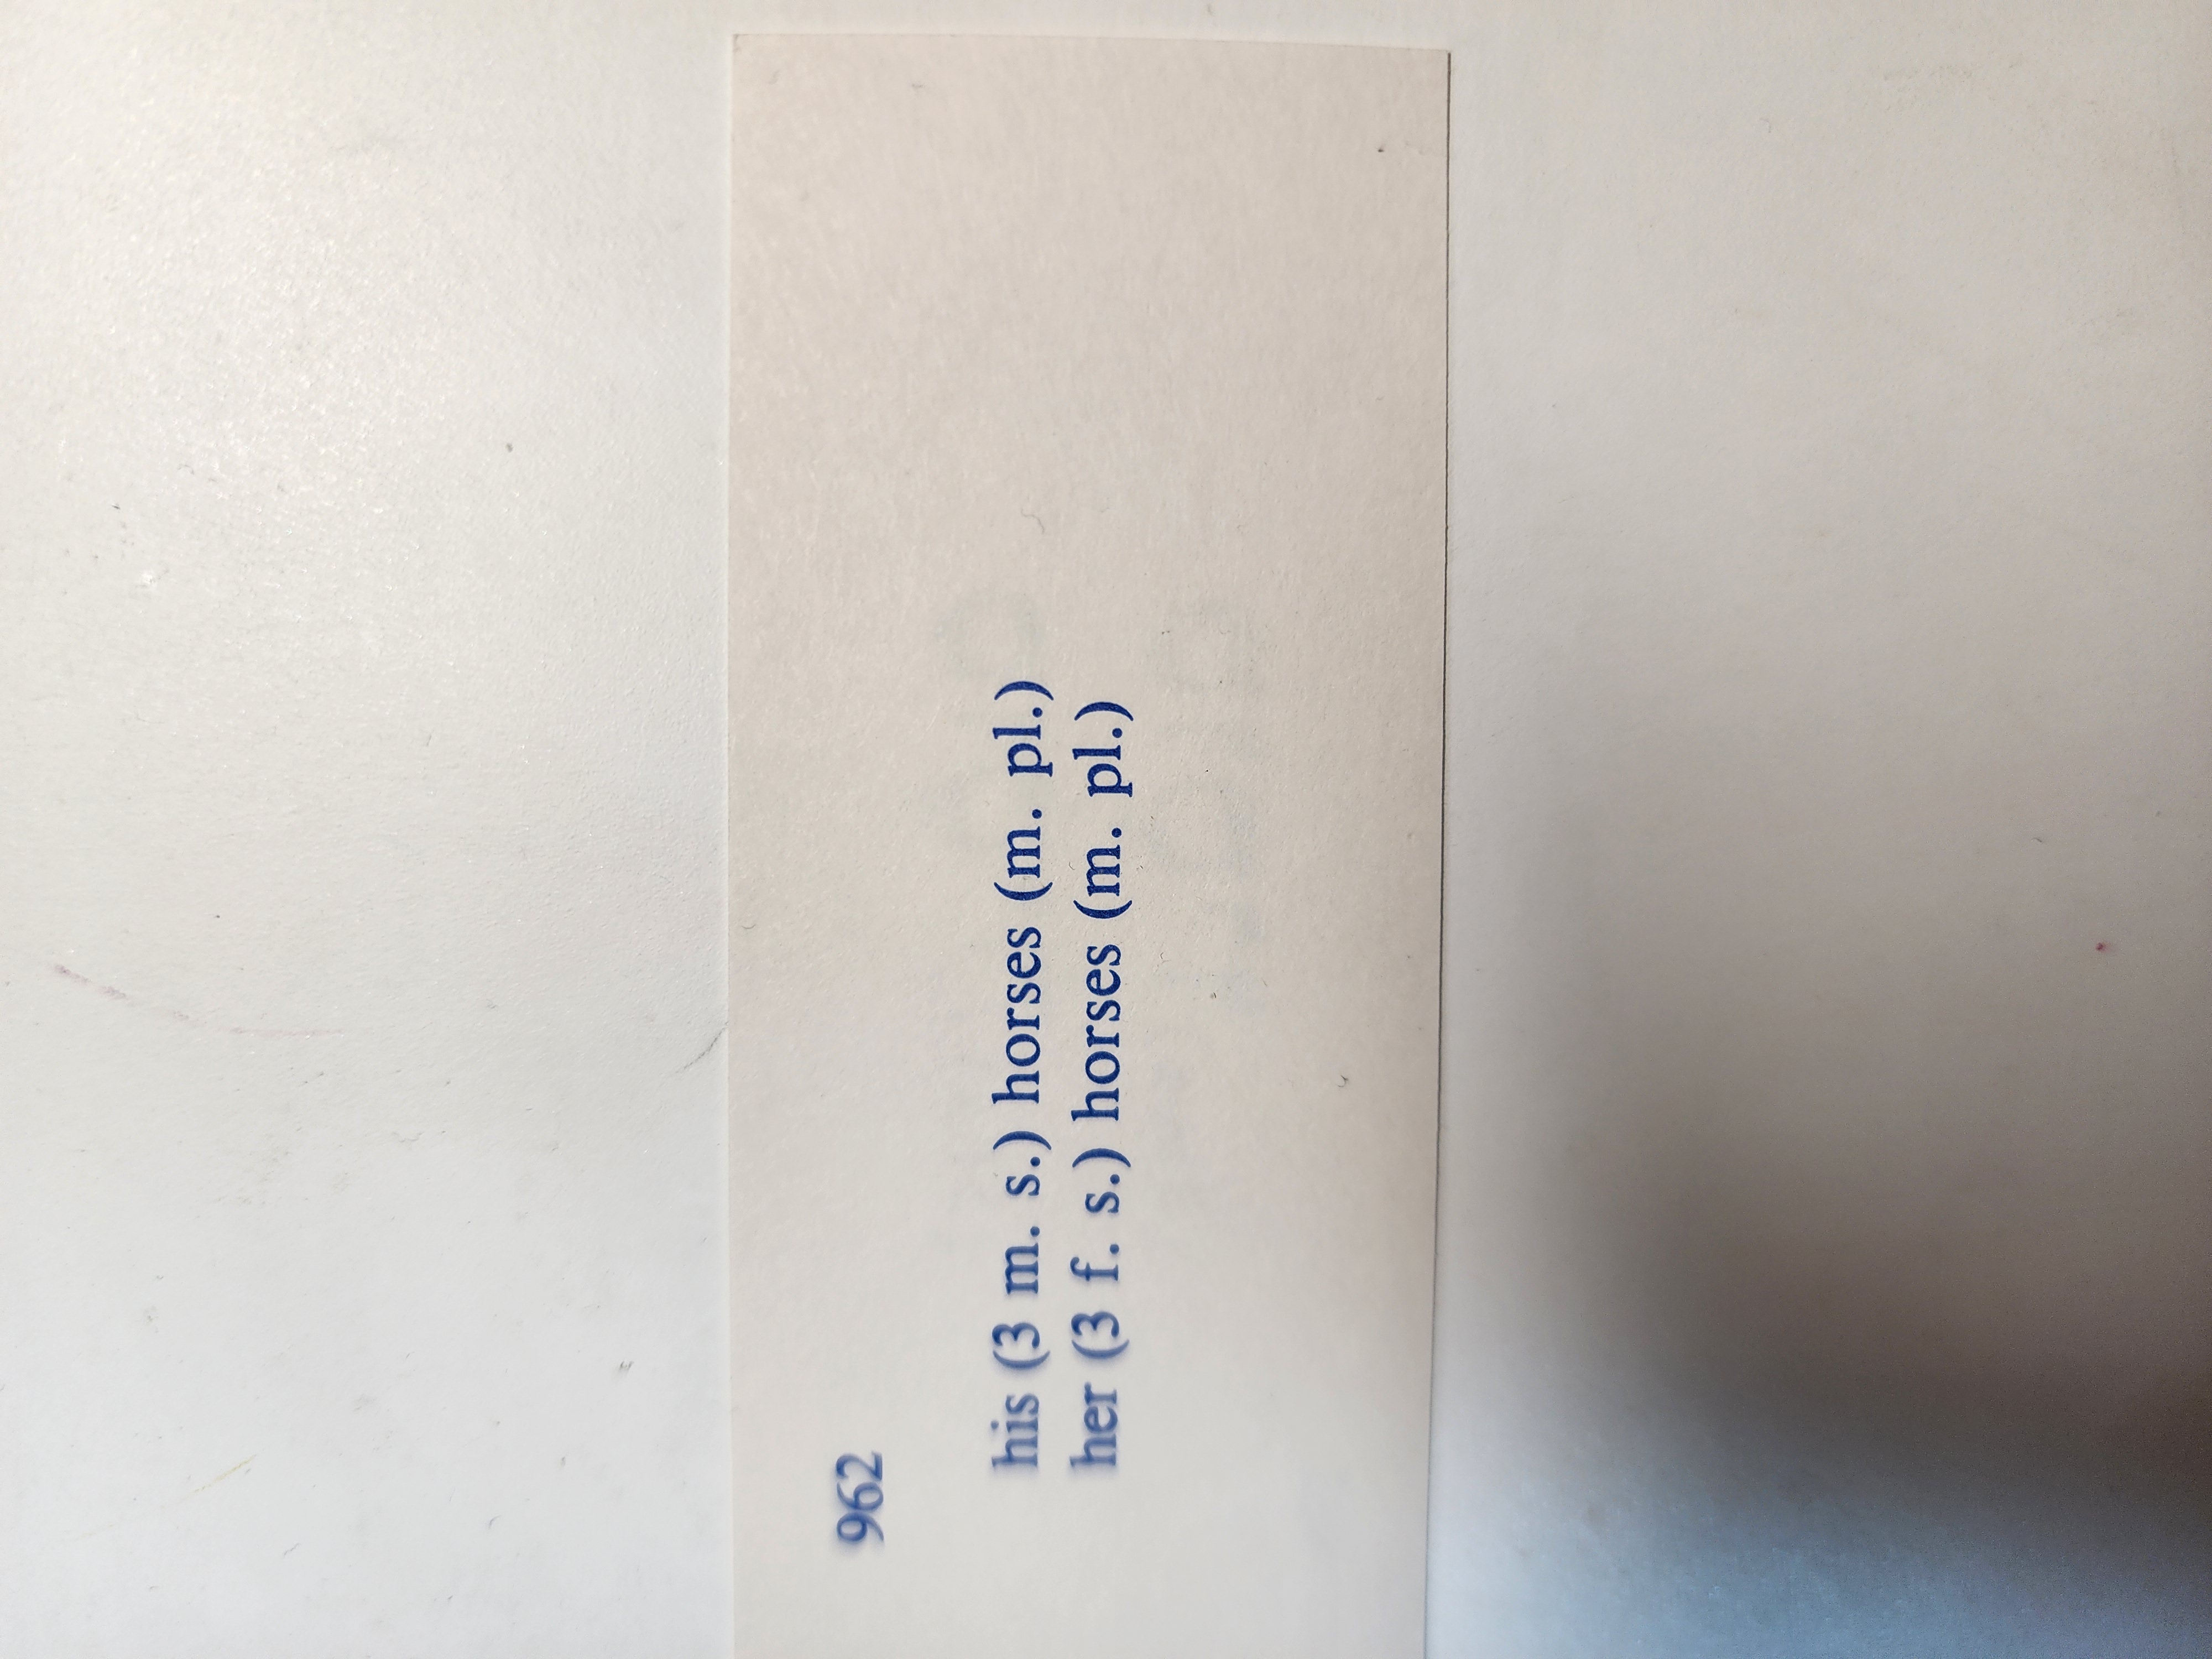 962
his (3 m. s.) horses (m. pl.)
her (3 f. s.) horses (m. pl.)